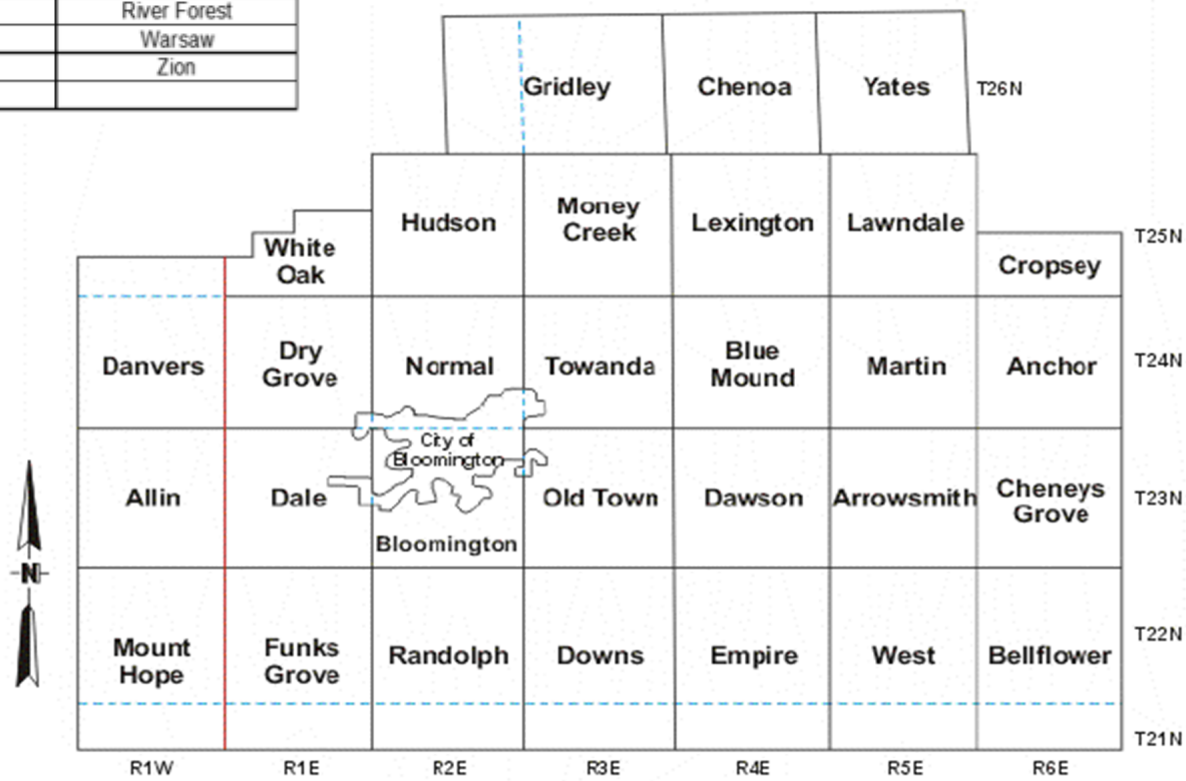 River Forest
Warsaw
Zion
Gridley
Chenoa
Yates
T26N
Hudson
Money
Creek
Lexington
Lawndale
T25N
White
Oak
Cropsey
Danvers
Dry
Grove
Normal
Towanda
Blue
Mound
Martin
Anchor
T24N
City of
Bloomington
Allin
Dale
Old Town
Dawson
Arrowsmith
Cheneys
Grove
T23N
Bloomington
N
Mount
Hope
Funks
Grove
Randolph
Downs
Empire
West
Bellflower
T22N
T21N
R1W
R1E
R2E
R3E
R4E
R5E
R6E